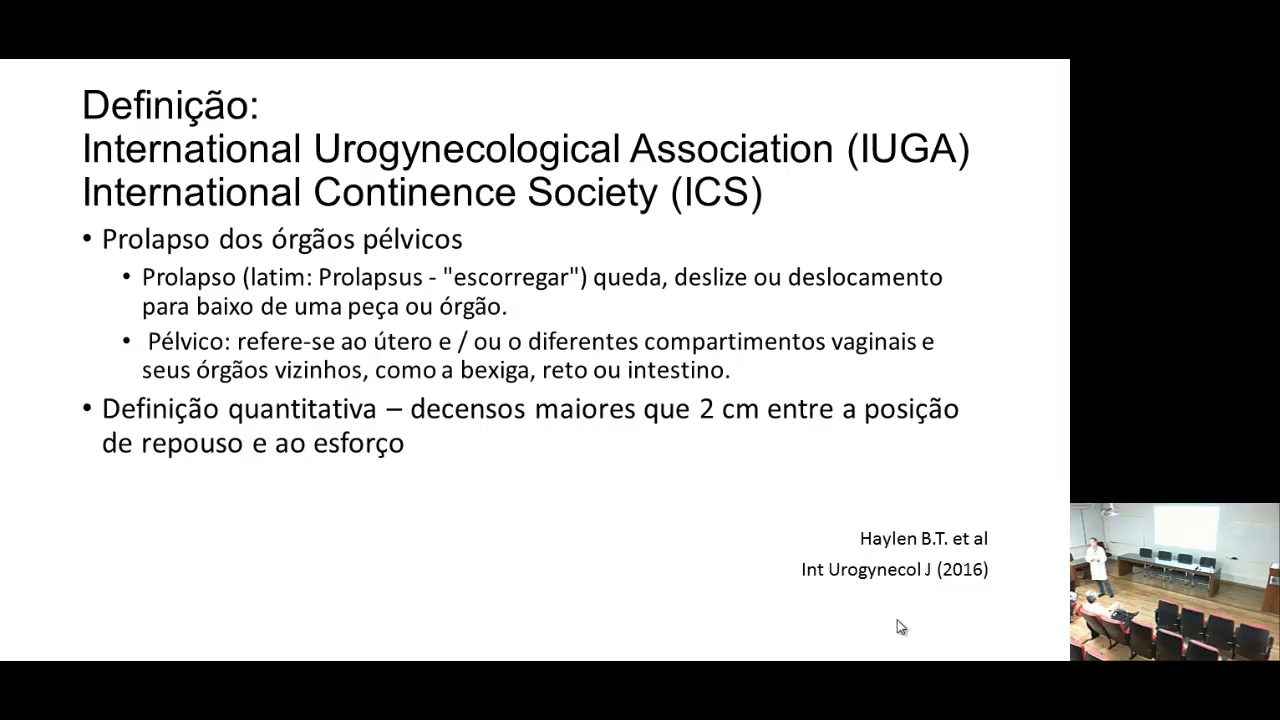 Definição:
International Urogynecological Association (IUGA)
International Continence Society (ICS)
• Prolapso dos órgãos pélvicos
• Prolapso (latim: Prolapsus - "escorregar") queda, deslize ou deslocamento
para baixo de uma peça ou órgão.
• Pélvico: refere-se ao útero e / ou o diferentes compartimentos vaginais e
seus órgãos vizinhos, como a bexiga, reto ou intestino.
• Definição quantitativa – decensos maiores que 2 cm entre a posição
de repouso e ao esforço
Haylen B.T. et al
Int Urogynecol J (2016)